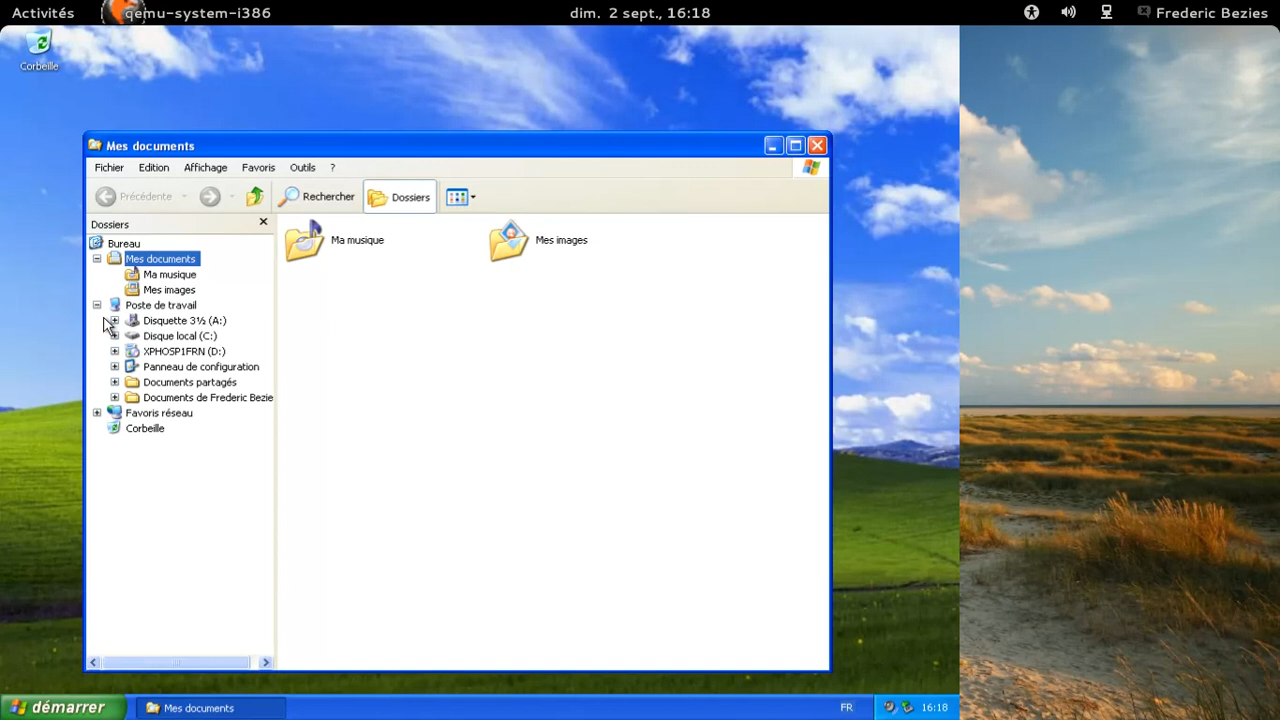 Activités qemu-system-i386 dim. 2 sept., 16:18 Frederic Bezies
Corbeille
Mes documents
Fichier Edition Affichage Favoris Outils ?
Précédente Rechercher Dossiers
Dossiers
Bureau
Mes documents
Ma musique
Mes images
Poste de travail
Disquette 3½ (A:)
Disque local (C:)
XPHOSP1FRN (D:)
Panneau de configuration
Documents partagés
Documents de Frederic Bezie
Favoris réseau
Corbeille
Ma musique Mes images
démarrer Mes documents FR 16:18